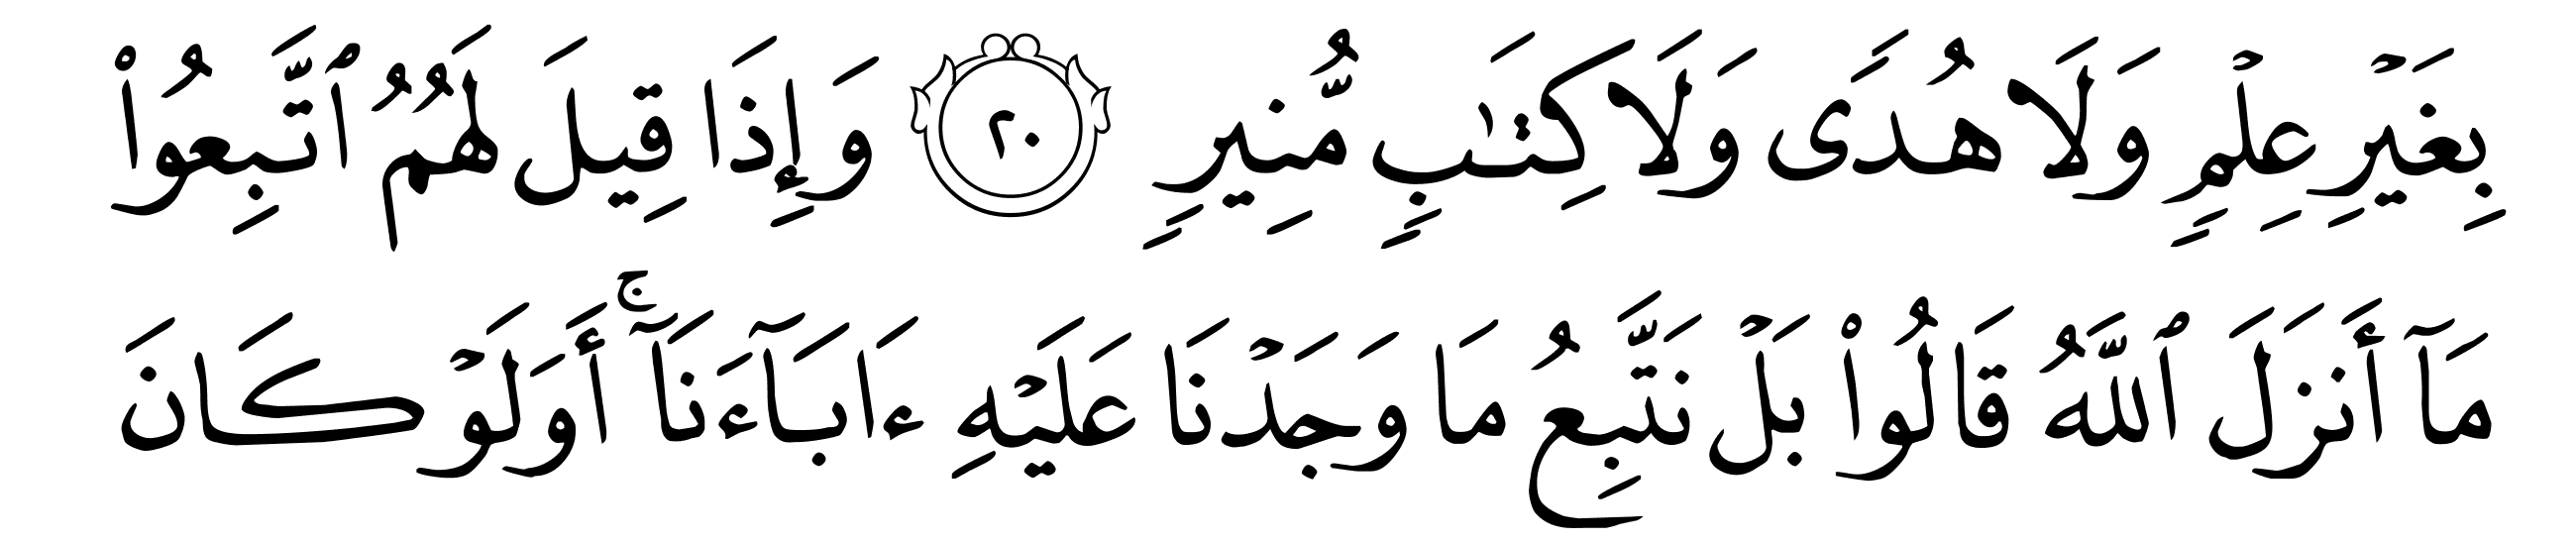 بِغَيْرِ عِلْمٍ وَلَا هُدًى وَلَا كِتَٰبٍ مُّنِيرٍ ٢٠ وَإِذَا قِيلَ لَهُمُ ٱتَّبِعُوا۟
مَآ أَنزَلَ ٱللَّهُ قَالُوا۟ بَلْ نَتَّبِعُ مَا وَجَدْنَا عَلَيْهِ ءَابَآءَنَآ ۚ أَوَلَوْ كَانَ